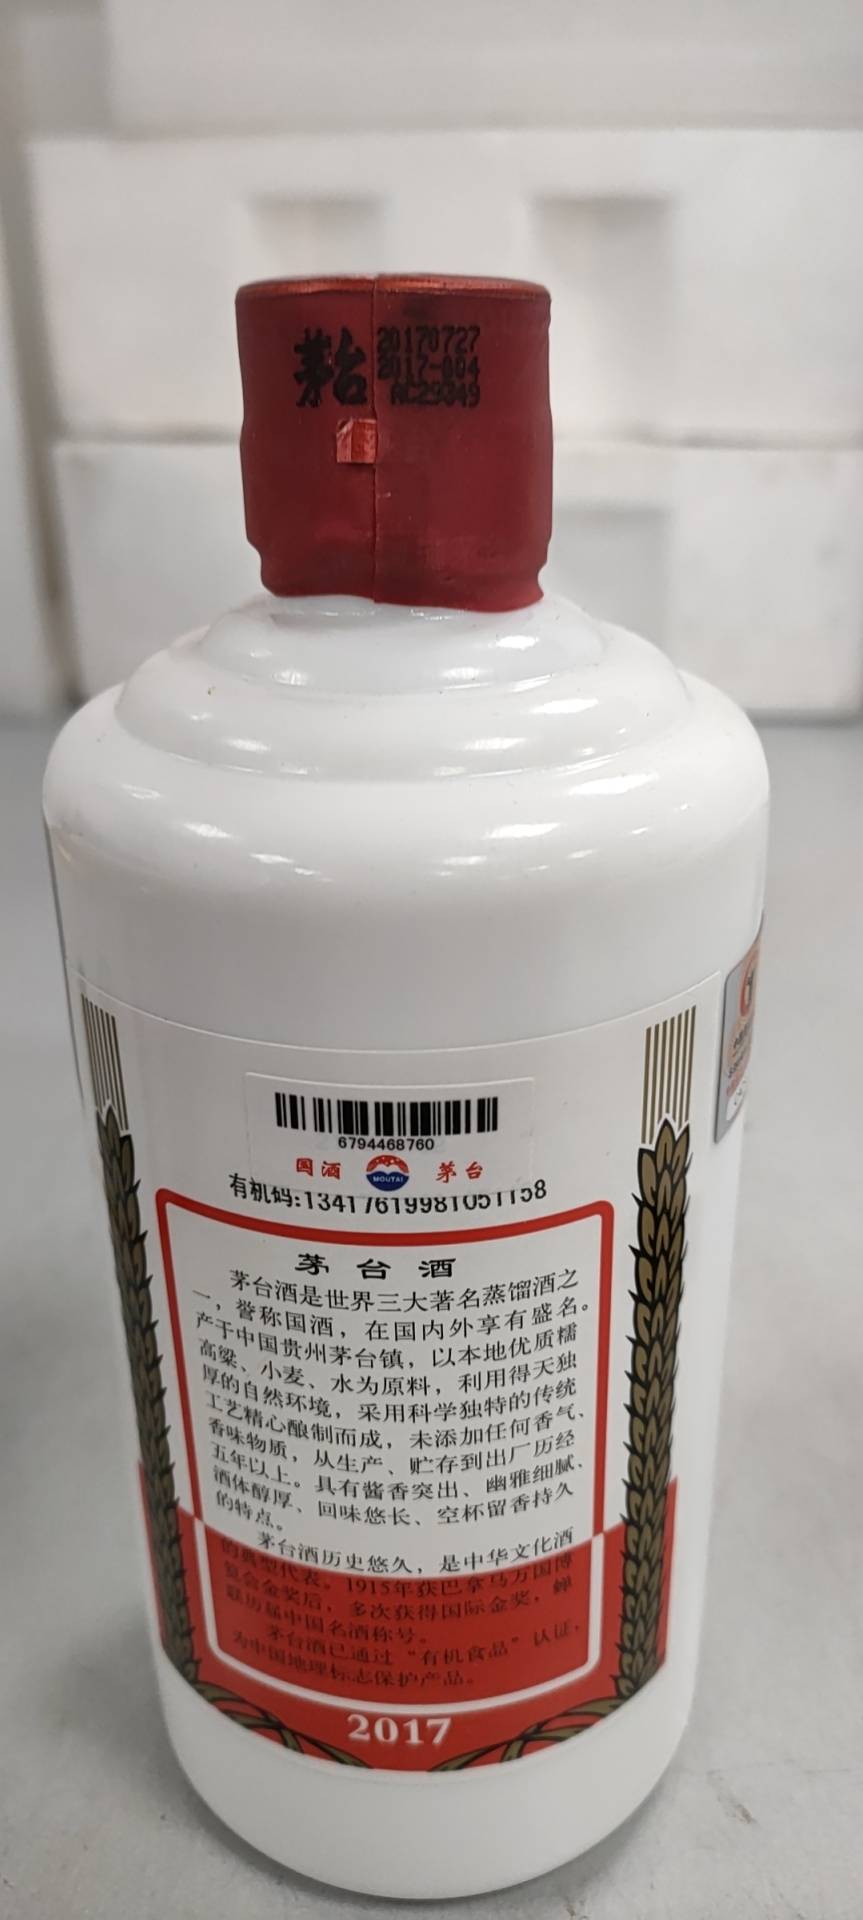 茅台
20170727
2017-004
AC29049
6794468760
国酒 MOUTAI 茅台
有机码:13417619981051158
茅台酒
茅台酒是世界三大著名蒸馏酒之
一，誉称国酒，在国内外享有盛名。
产于中国贵州茅台镇，以本地优质糯
高粱、小麦、水为原料，利用得天独
厚的自然环境，采用科学独特的传统
工艺精心酿制而成，未添加任何香气、
香味物质，从生产、贮存到出厂历经
五年以上。具有酱香突出、幽雅细腻、
酒体醇厚、回味悠长、空杯留香持久
的特点。
茅台酒历史悠久，是中华文化酒
的典型代表。1915年获巴拿马万国博
览会金奖后，多次获得国际金奖，蝉
联历届中国名酒称号。
茅台酒已通过“有机食品”认证，
为中国地理标志保护产品。
2017